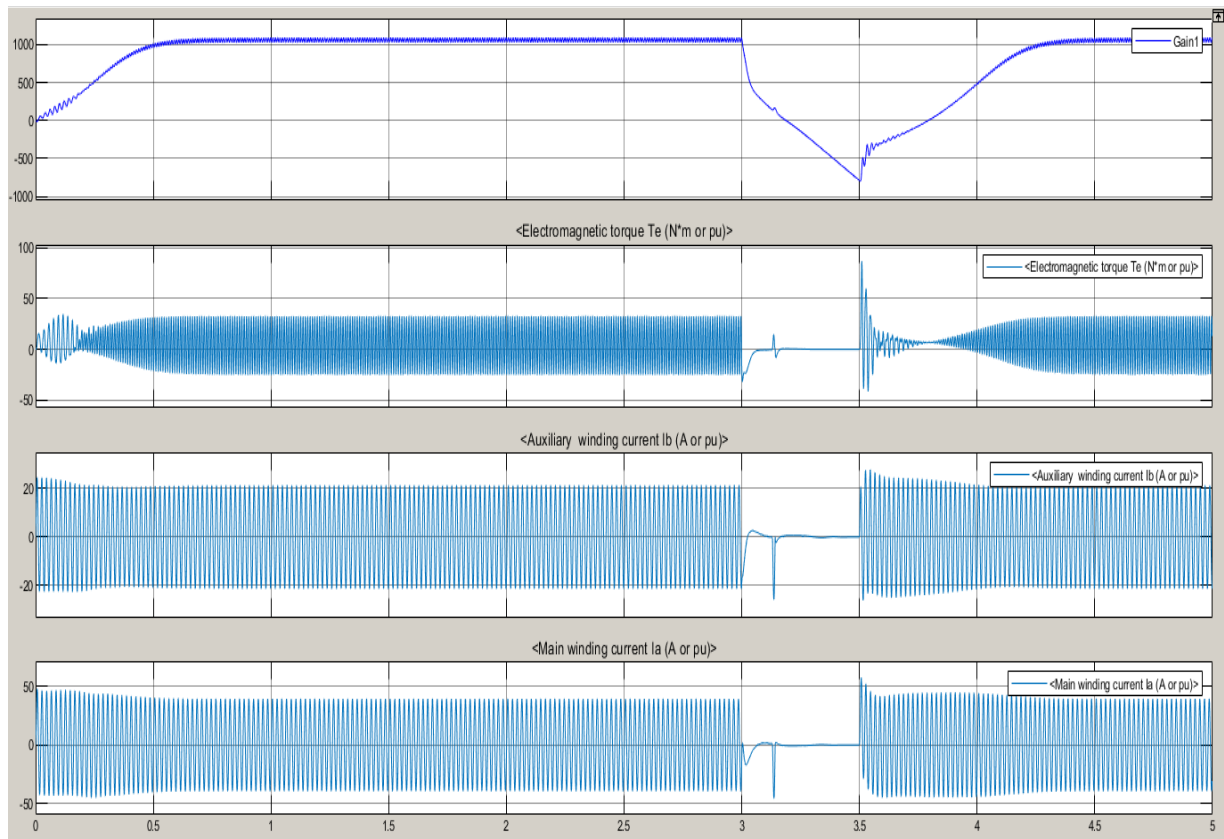 1000
500
0
-500
-1000
Gain1
<Electromagnetic torque Te (N*m or pu)>
100
50
0
-50
<Electromagnetic torque Te (N*m or pu)>
<Auxiliary winding current Ib (A or pu)>
20
0
-20
<Auxiliary winding current Ib (A or pu)>
<Main winding current Ia (A or pu)>
50
0
-50
<Main winding current Ia (A or pu)>
0 0.5 1 1.5 2 2.5 3 3.5 4 4.5 5